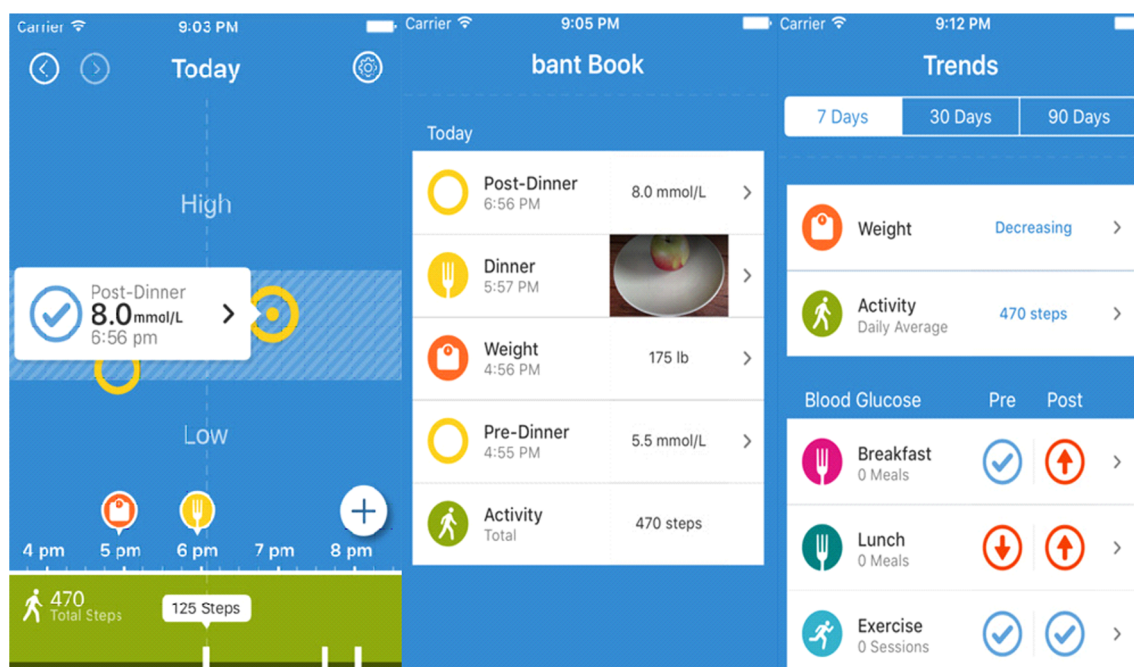 Carrier
9:03 PM
Today
High
Post-Dinner
8.0 mmol/L
6:56 pm
Low
4 pm 5 pm 6 pm 7 pm 8 pm
470
Total Steps
125 Steps
Carrier
9:05 PM
bant Book
Today
Post-Dinner
6:56 PM
8.0 mmol/L
Dinner
5:57 PM
Weight
4:56 PM
175 lb
Pre-Dinner
4:55 PM
5.5 mmol/L
Activity
Total
470 steps
Carrier
9:12 PM
Trends
7 Days 30 Days 90 Days
Weight
Decreasing
Activity
Daily Average
470 steps
Blood Glucose Pre Post
Breakfast
0 Meals
Lunch
0 Meals
Exercise
0 Sessions